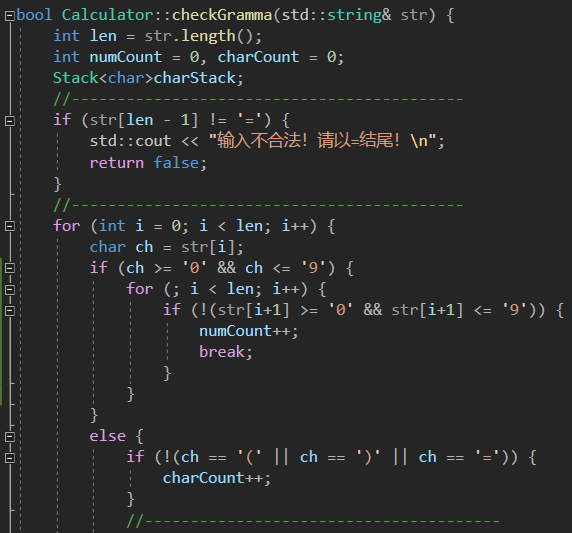 bool Calculator::checkGramma(std::string& str) {
    int len = str.length();
    int numCount = 0, charCount = 0;
    Stack<char>charStack;
    //-------------------------------------------
    if (str[len - 1] != '=') {
        std::cout << "输入不合法！请以=结尾！\n";
        return false;
    }
    //-------------------------------------------
    for (int i = 0; i < len; i++) {
        char ch = str[i];
        if (ch >= '0' && ch <= '9') {
            for (; i < len; i++) {
                if (!(str[i+1] >= '0' && str[i+1] <= '9')) {
                    numCount++;
                    break;
                }
            }
        }
        else {
            if (!(ch == '(' || ch == ')' || ch == '=')) {
                charCount++;
            }
            //---------------------------------------